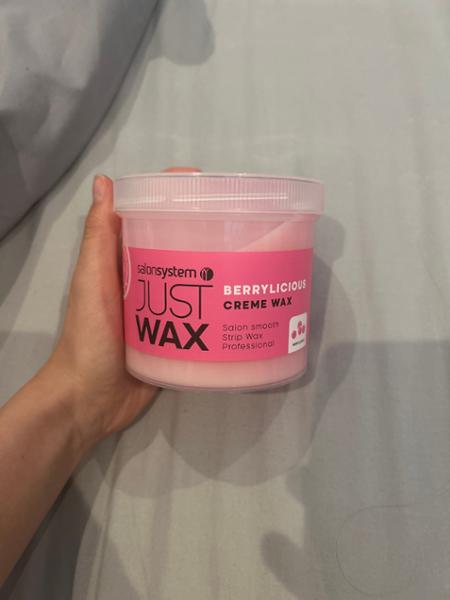 salonsystem
JUST
WAX
BERRYLICIOUS
CREME WAX
Salon smooth
Strip Wax
Professional